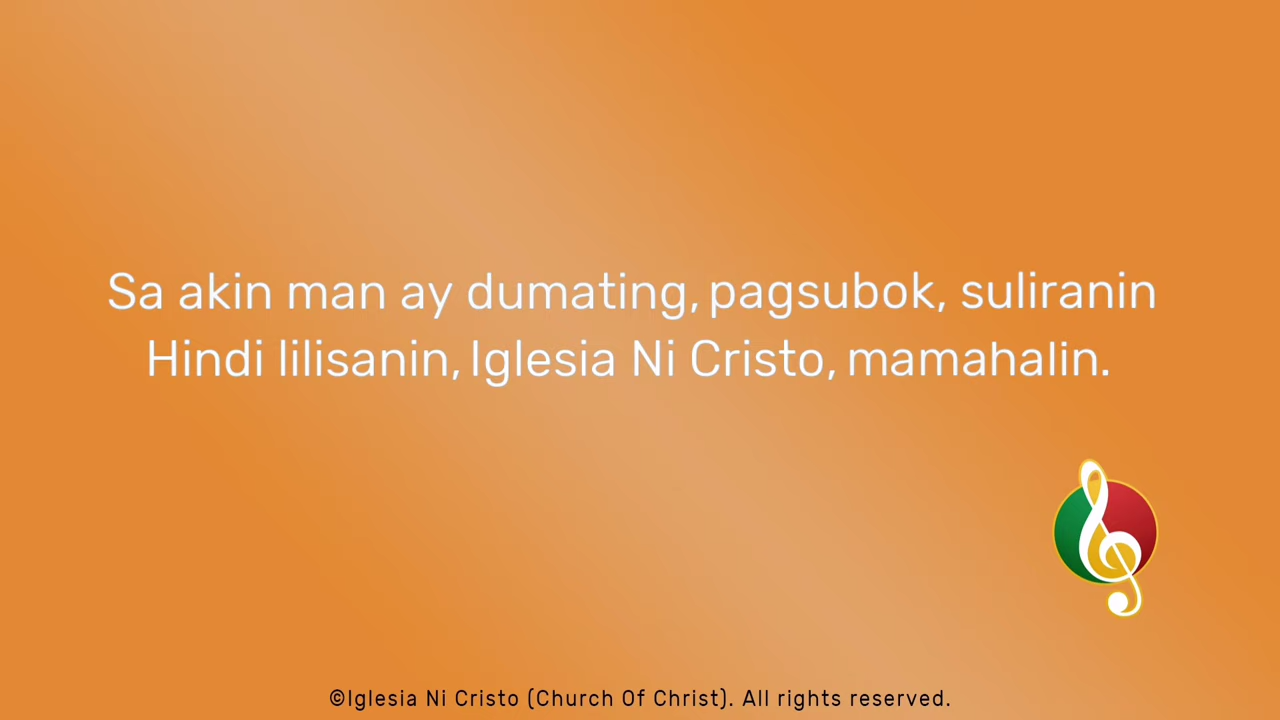 Sa akin man ay dumating, pagsubok, suliranin
Hindi lilisanin, Iglesia Ni Cristo, mamahalin.
©Iglesia Ni Cristo (Church Of Christ). All rights reserved.